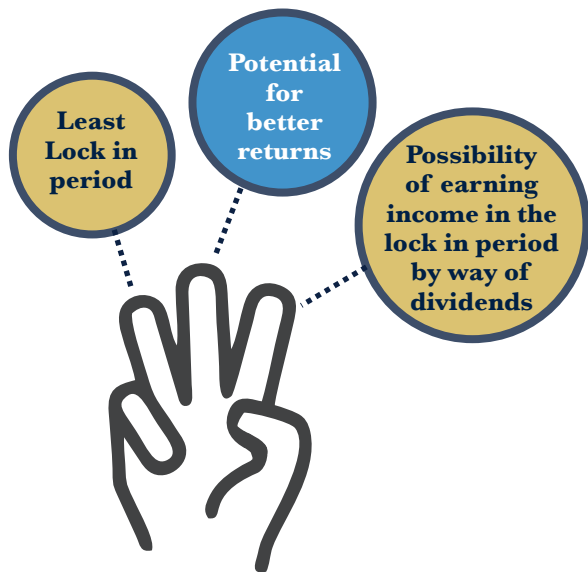 Least
Lock in
period
Potential
for
better
returns
Possibility
of earning
income in the
lock in period
by way of
dividends